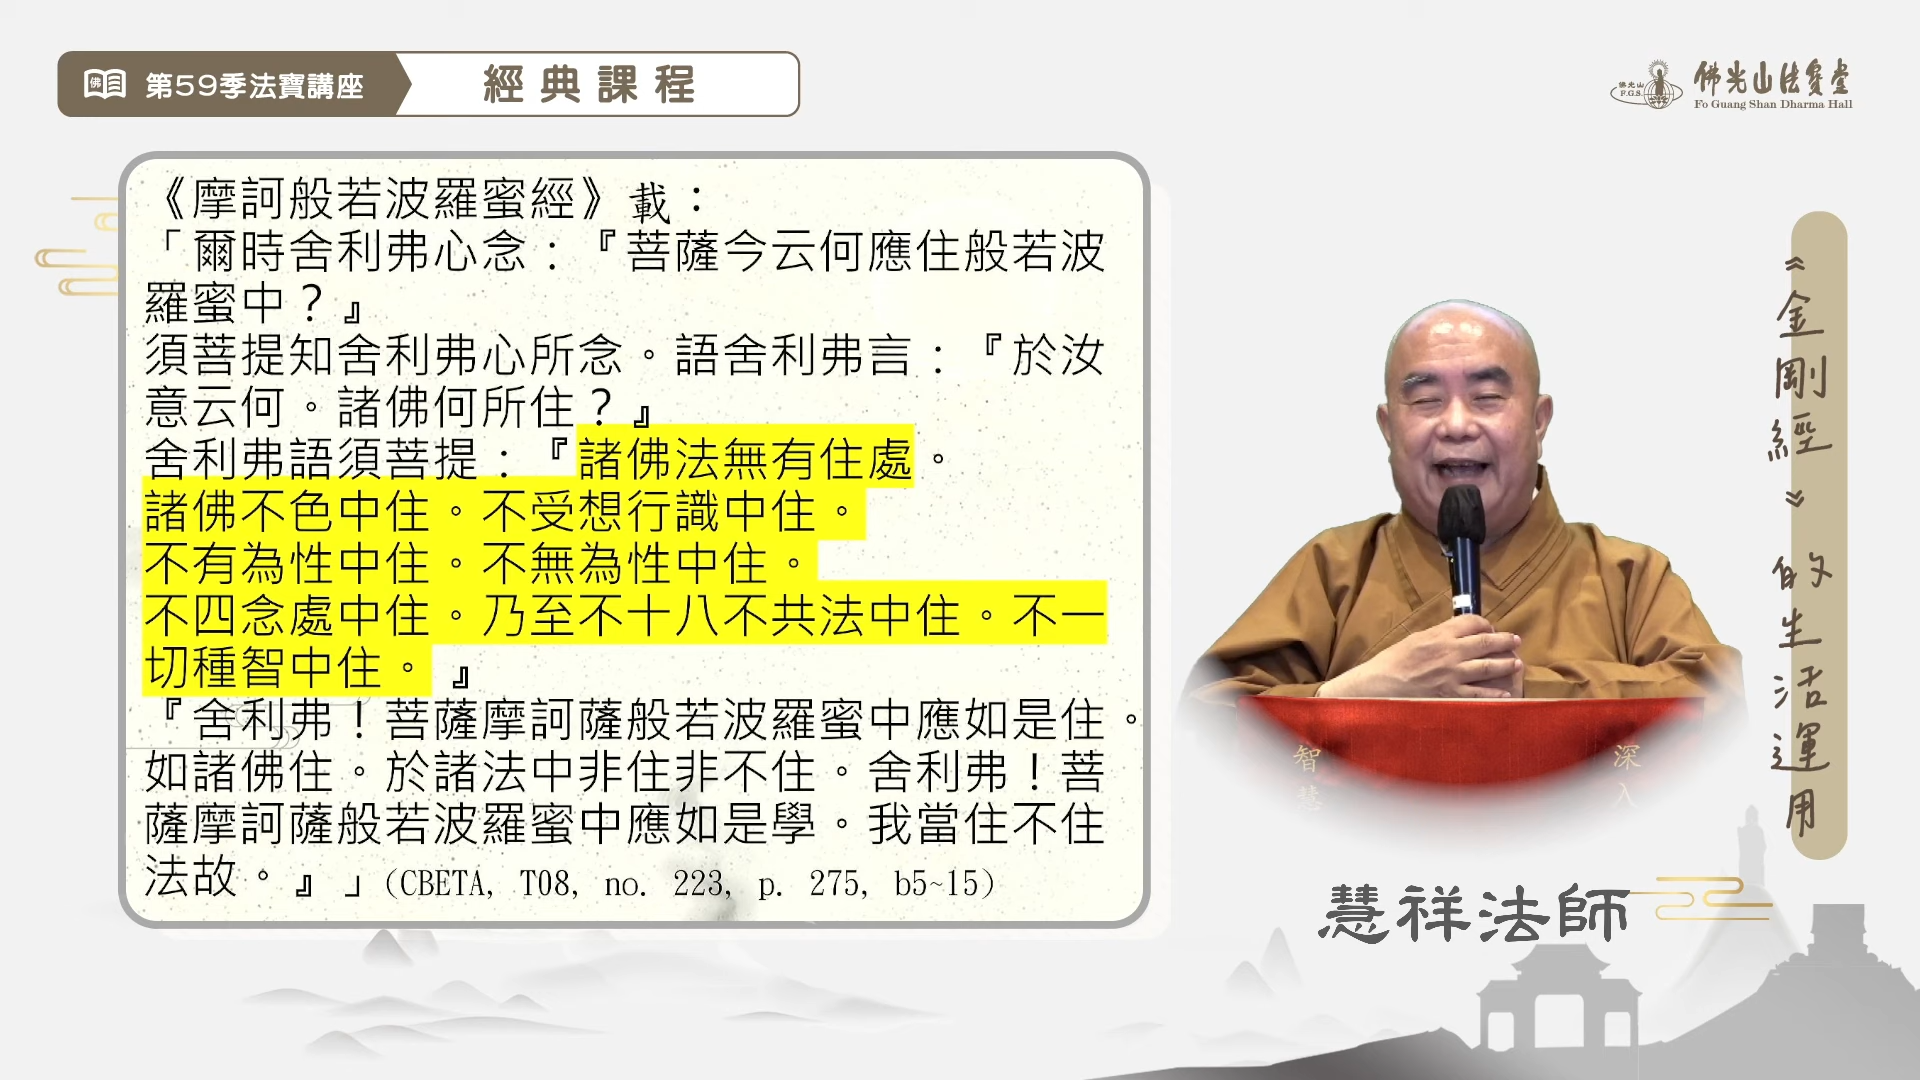 佛 第59季法寶講座
經典課程
佛光山
F.G.S.
佛光山法寶堂
Fo Guang Shan Dharma Hall
《摩訶般若波羅蜜經》載：
「爾時舍利弗心念：『菩薩今云何應住般若波
羅蜜中？』
須菩提知舍利弗心所念。語舍利弗言：『於汝
意云何。諸佛何所住？』
舍利弗語須菩提：『諸佛法無有住處。
諸佛不色中住。不受想行識中住。
不有為性中住。不無為性中住。
不四念處中住。乃至不十八不共法中住。不一
切種智中住。』
『舍利弗！菩薩摩訶薩般若波羅蜜中應如是住。
如諸佛住。於諸法中非住非不住。舍利弗！菩
薩摩訶薩般若波羅蜜中應如是學。我當住不住
法故。』」(CBETA, T08, no. 223, p. 275, b5~15)
《金剛經》的生活運用
智慧
深入
慧祥法師